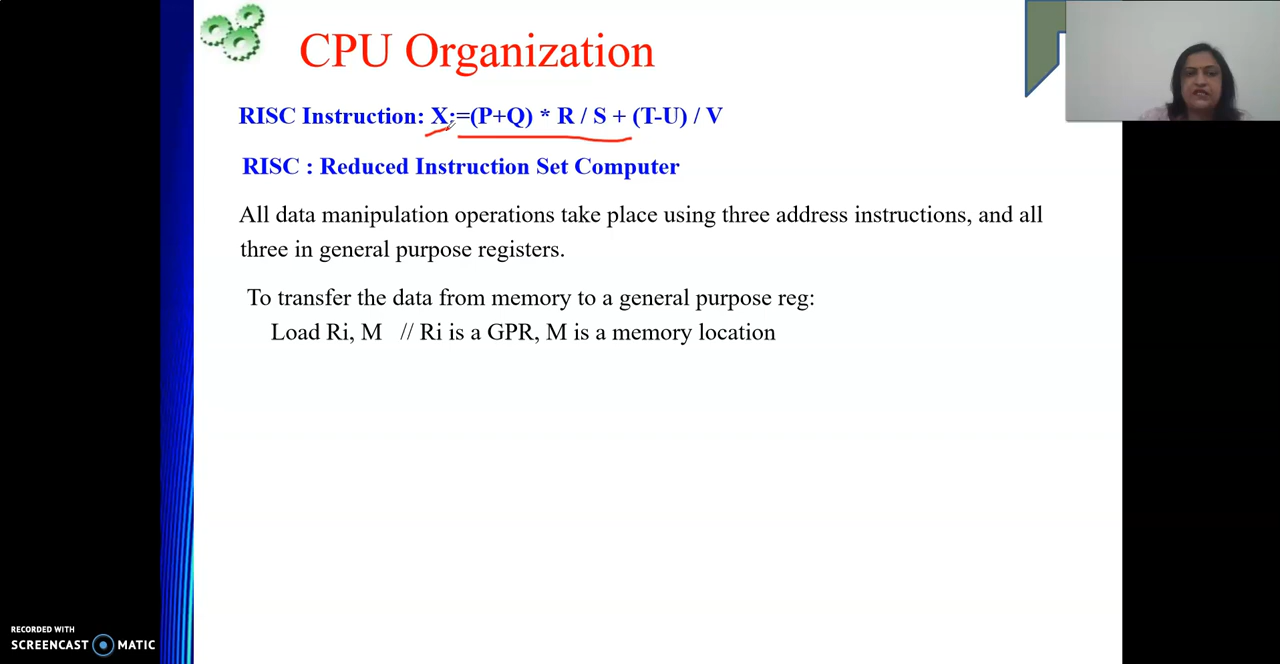 CPU Organization
RISC Instruction: X:=(P+Q) * R / S + (T-U) / V
RISC : Reduced Instruction Set Computer
All data manipulation operations take place using three address instructions, and all
three in general purpose registers.
To transfer the data from memory to a general purpose reg:
Load Ri, M // Ri is a GPR, M is a memory location
RECORDED WITH
SCREENCAST MATIC